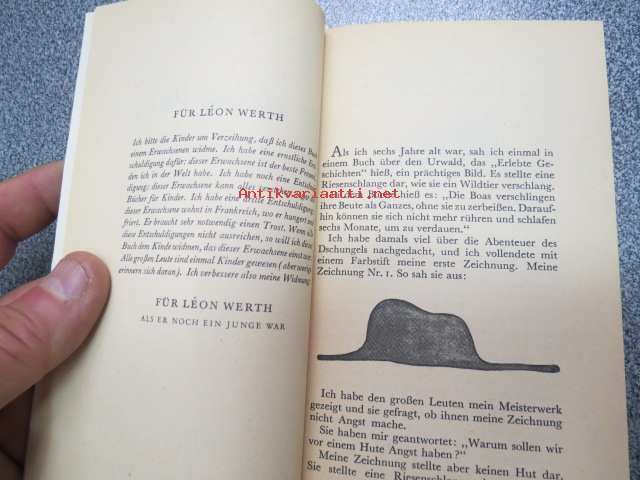 FÜR LÉON WERTH
Ich bitte die Kinder um Verzeihung, daß ich dieses Buch
einem Erwachsenen widme. Ich habe eine ernstliche Ent-
schuldigung dafür: dieser Erwachsene ist der beste Freund,
den ich in der Welt habe. Ich habe noch eine Entschul-
digung: dieser Erwachsene kann alles verstehen, sogar
Bücher für Kinder. Ich habe eine dritte Entschuldigung:
dieser Erwachsene wohnt in Frankreich, wo er hungert und
friert. Er braucht sehr notwendig einen Trost. Wenn alle
diese Entschuldigungen nicht ausreichen, so will ich dieses
Buch dem Kinde widmen, das dieser Erwachsene einst war.
Alle großen Leute sind einmal Kinder gewesen (aber wenige
erinnern sich daran). Ich verbessere also meine Widmung:
FÜR LÉON WERTH
ALS ER NOCH EIN JUNGE WAR
Als ich sechs Jahre alt war, sah ich einmal in
einem Buch über den Urwald, das „Erlebte Ge-
schichten“ hieß, ein prächtiges Bild. Es stellte eine
Riesenschlange dar, wie sie ein Wildtier verschlang.
Buch hieß es: „Die Boas verschlingen
ihre Beute als Ganzes, ohne sie zu zerbeißen. Darauf-
hin können sie sich nicht mehr rühren und schlafen
sechs Monate, um zu verdauen.“
Ich habe damals viel über die Abenteuer des
Dschungels nachgedacht, und ich vollendete mit
einem Farbstift meine erste Zeichnung. Meine
Zeichnung Nr. 1. So sah sie aus:
Ich habe den großen Leuten mein Meisterwerk
gezeigt und sie gefragt, ob ihnen meine Zeichnung
nicht Angst mache.
Sie haben mir geantwortet: „Warum sollen wir
vor einem Hute Angst haben?“
Meine Zeichnung stellte aber keinen Hut dar.
Sie stellte eine Riesenschlange
Antikvariaatti.net